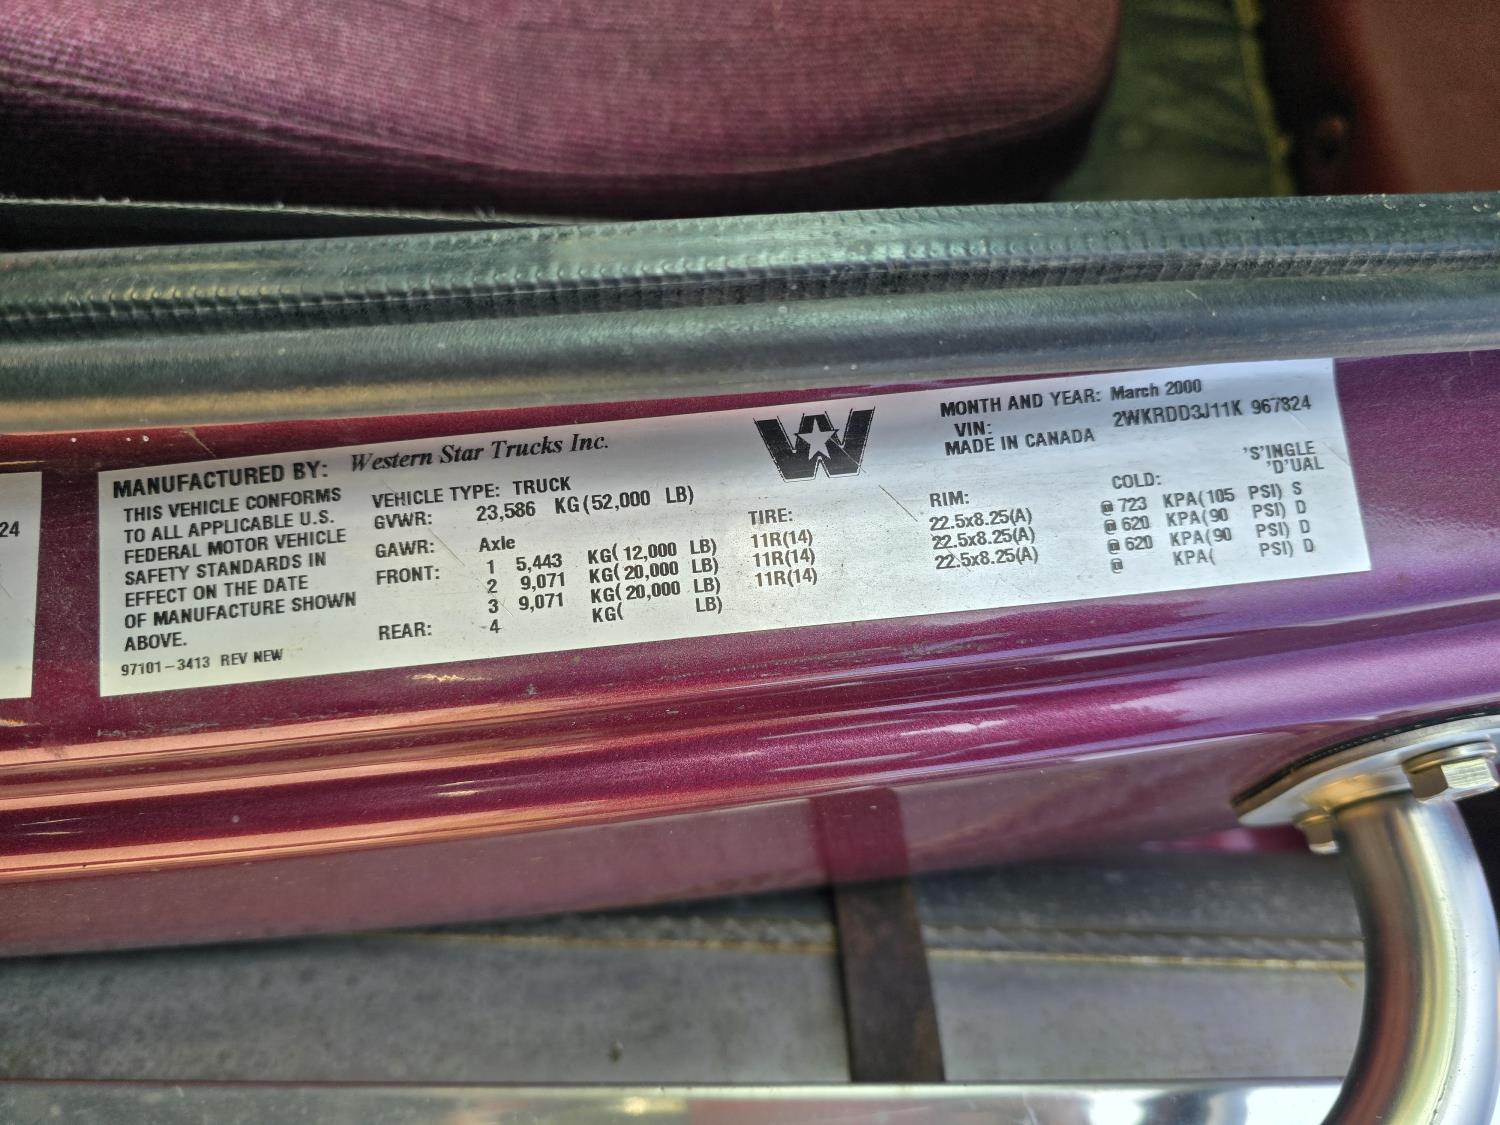 24
MANUFACTURED BY: Western Star Trucks Inc.
THIS VEHICLE CONFORMS
TO ALL APPLICABLE U.S.
FEDERAL MOTOR VEHICLE
SAFETY STANDARDS IN
EFFECT ON THE DATE
OF MANUFACTURE SHOWN
ABOVE.
97101-3413 REV NEW
VEHICLE TYPE: TRUCK
GVWR: 23,586 KG(52,000 LB)
GAWR: Axle
FRONT: 1 5,443 KG(12,000 LB)
2 9,071 KG(20,000 LB)
3 9,071 KG(20,000 LB)
REAR: 4 KG( LB)
W
TIRE:
11R(14)
11R(14)
11R(14)
MONTH AND YEAR: March 2000
VIN: 2WKRDD3J11K 967824
MADE IN CANADA
RIM:
22.5x8.25(A)
22.5x8.25(A)
22.5x8.25(A)
'S'INGLE
COLD: 'D'UAL
@ 723 KPA(105 PSI) S
@ 620 KPA(90 PSI) D
@ 620 KPA(90 PSI) D
@ KPA( PSI) D